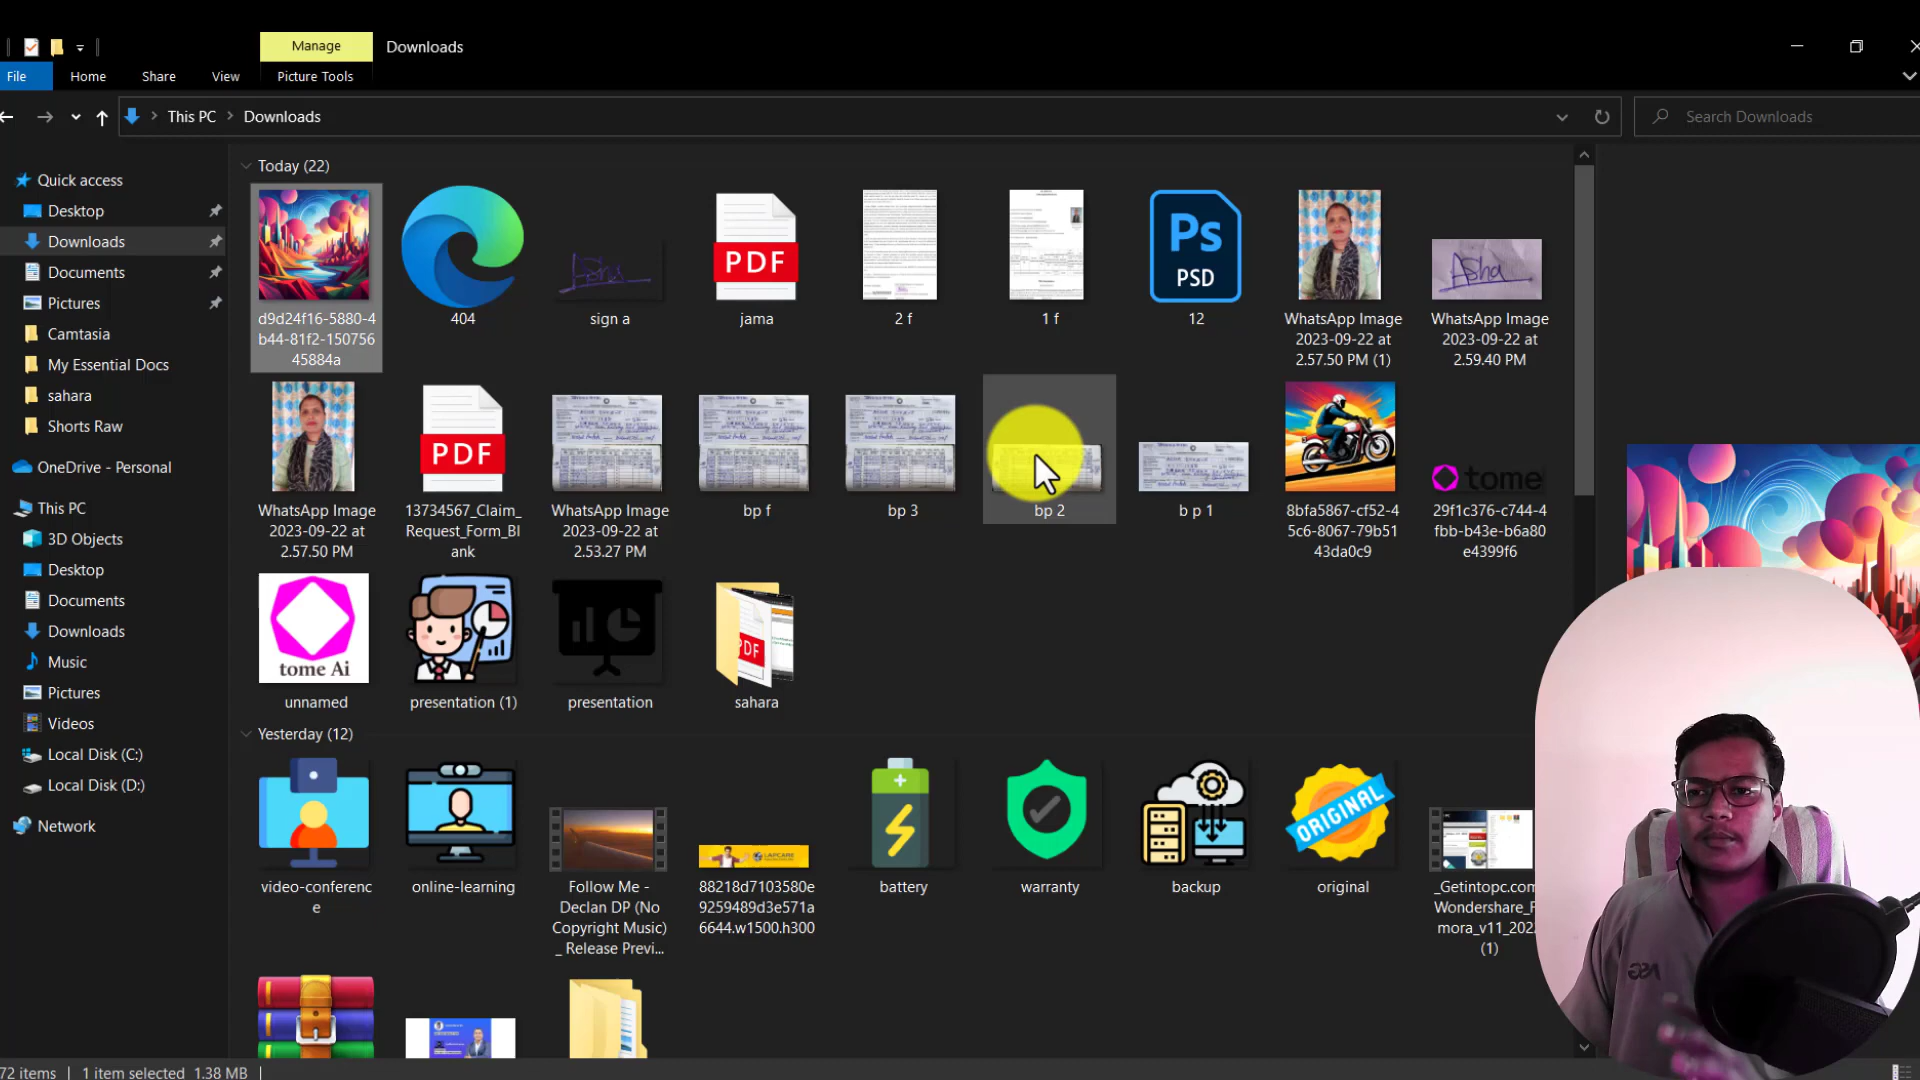 Manage
Downloads
File
Home
Share
View
Picture Tools
This PC
Downloads
Search Downloads
Quick access
Desktop
Downloads
Documents
Pictures
Camtasia
My Essential Docs
sahara
Shorts Raw
OneDrive - Personal
This PC
3D Objects
Desktop
Documents
Downloads
Music
Pictures
Videos
Local Disk (C:)
Local Disk (D:)
Network
Today (22)
Asha
PDF
Ps
PSD
Asha
d9d24f16-5880-4
b44-81f2-150756
45884a
404
sign a
jama
2 f
1 f
12
WhatsApp Image
2023-09-22 at
2.57.50 PM (1)
WhatsApp Image
2023-09-22 at
2.59.40 PM
PDF
tome
WhatsApp Image
2023-09-22 at
2.57.50 PM
13734567_Claim_
Request_Form_Bl
ank
WhatsApp Image
2023-09-22 at
2.53.27 PM
bp f
bp 3
bp 2
b p 1
8bfa5867-cf52-4
5c6-8067-79b51
43da0c9
29f1c376-c744-4
fbb-b43e-b6a80
e4399f6
tome Ai
PDF
unnamed
presentation (1)
presentation
sahara
Yesterday (12)
LAPCARE
ORIGINAL
video-conferenc
e
online-learning
Follow Me -
Declan DP (No
Copyright Music)
_ Release Previ...
88218d7103580e
9259489d3e571a
6644.w1500.h300
battery
warranty
backup
original
_Getintopc.com
Wondershare_F
mora_v11_202
(1)
72 items
1 item selected 1.38 MB